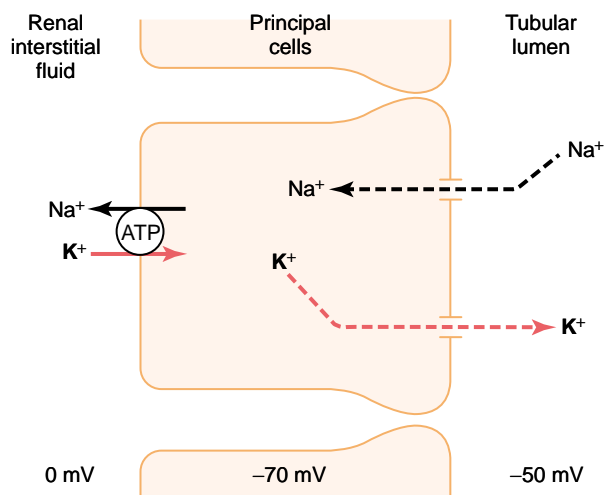 Renal
interstitial
fluid
Principal
cells
Tubular
lumen
Na⁺
Na⁺
Na⁺
ATP
K⁺
K⁺
K⁺
0 mV
–70 mV
–50 mV